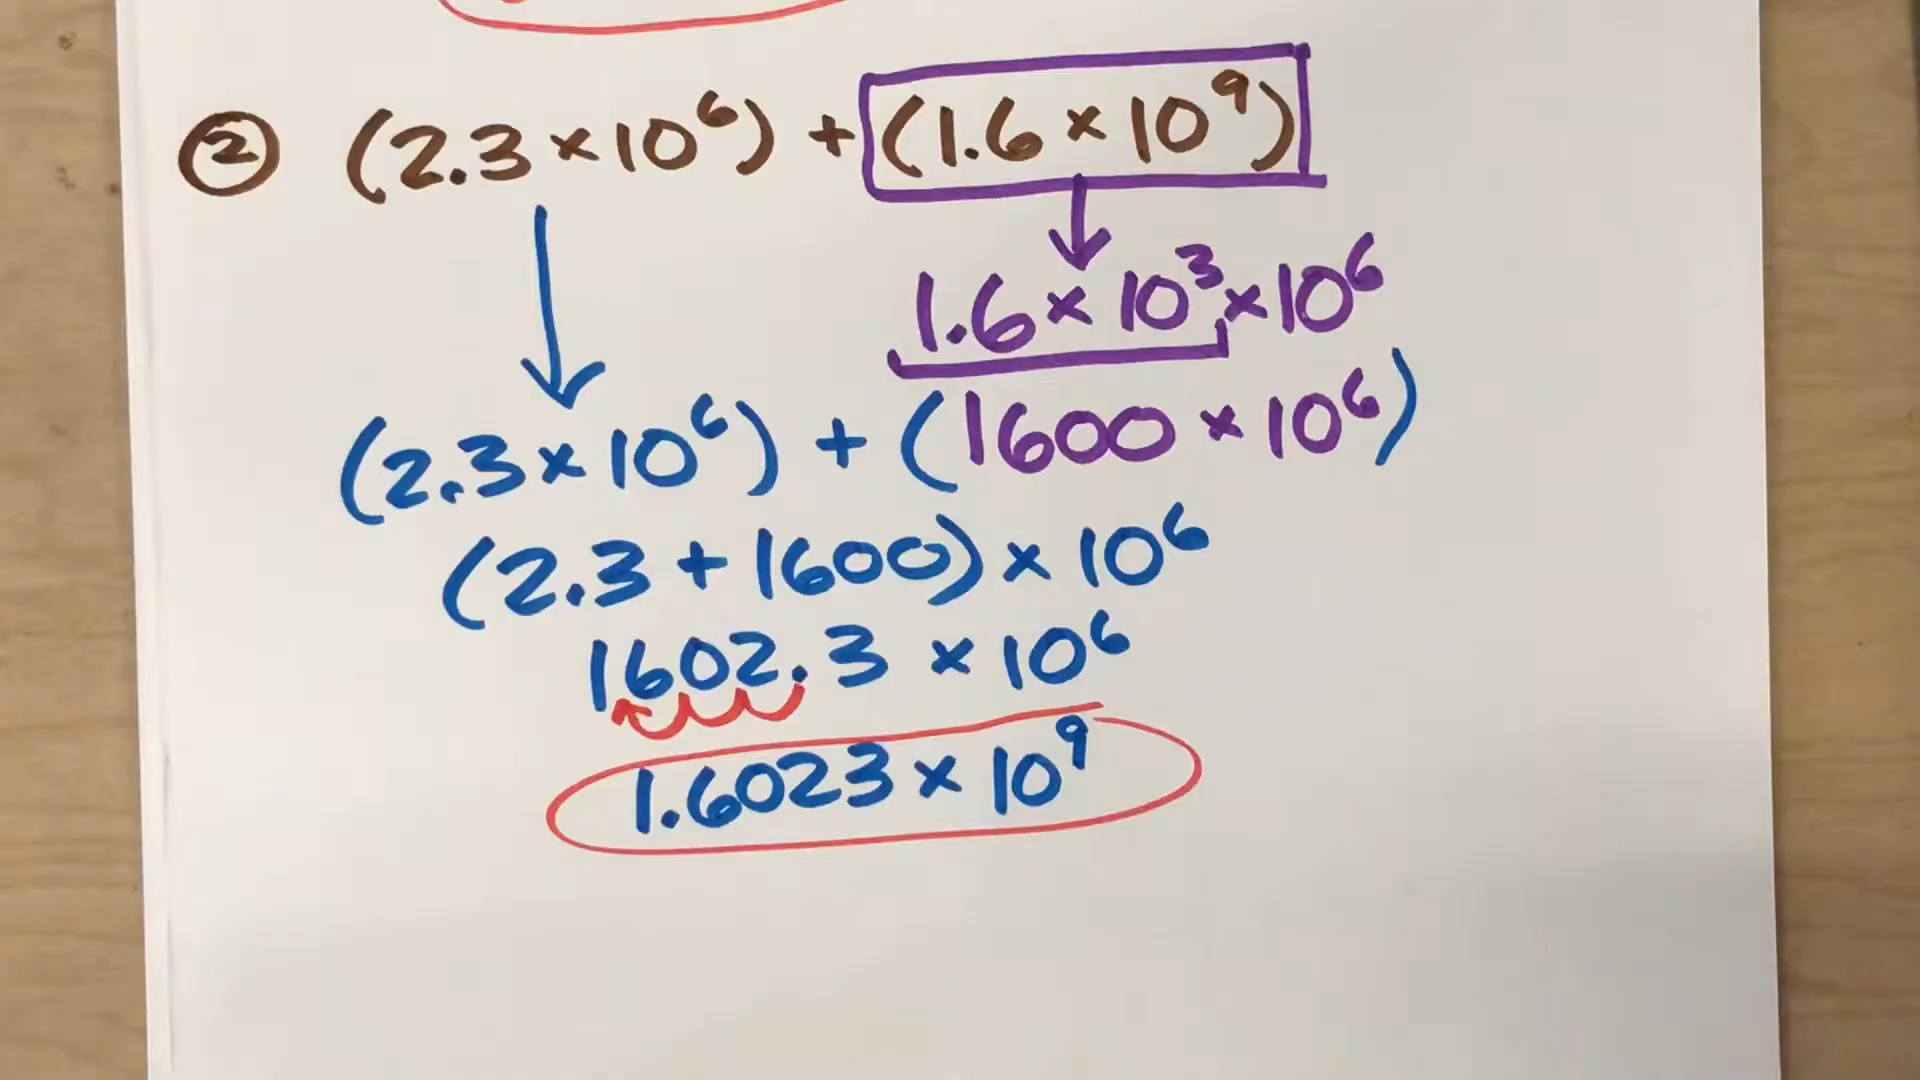 ② (2.3 × 10⁶) + (1.6 × 10⁹)
1.6 × 10³ × 10⁶
(2.3 × 10⁶) + (1600 × 10⁶)
(2.3 + 1600) × 10⁶
1602.3 × 10⁶
1.6023 × 10⁹